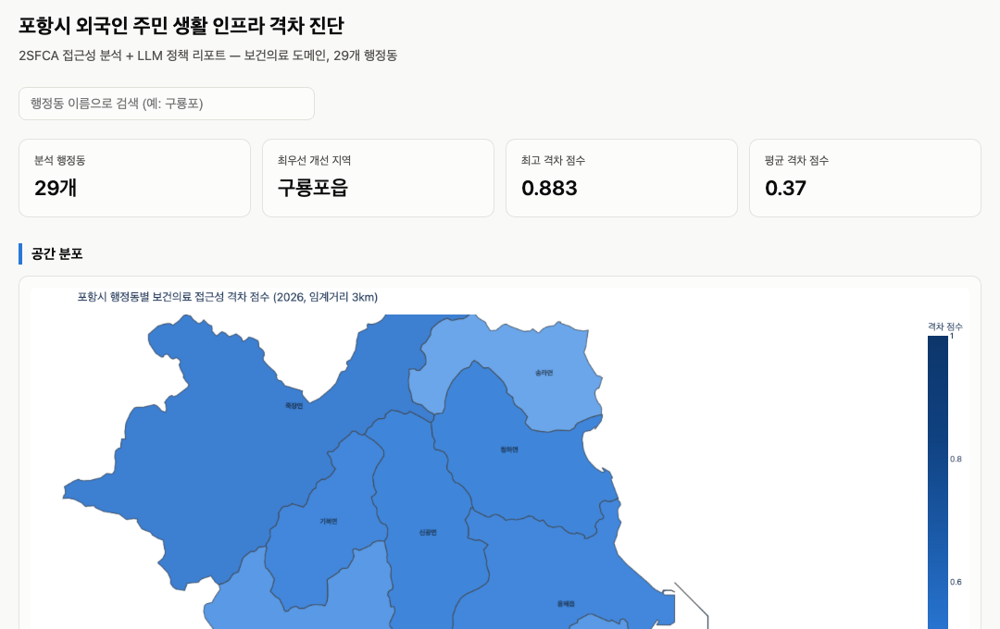 포항시 외국인 주민 생활 인프라 격차 진단
2SFCA 접근성 분석 + LLM 정책 리포트 — 보건의료 도메인, 29개 행정동
행정동 이름으로 검색 (예: 구룡포)
분석 행정동
29개
최우선 개선 지역
구룡포읍
최고 격차 점수
0.883
평균 격차 점수
0.37
공간 분포
포항시 행정동별 보건의료 접근성 격차 점수 (2026, 임계거리 3km)
격차 점수
1
송라면
죽장면
청하면
0.8
기북면
신광면
0.6
흥해읍